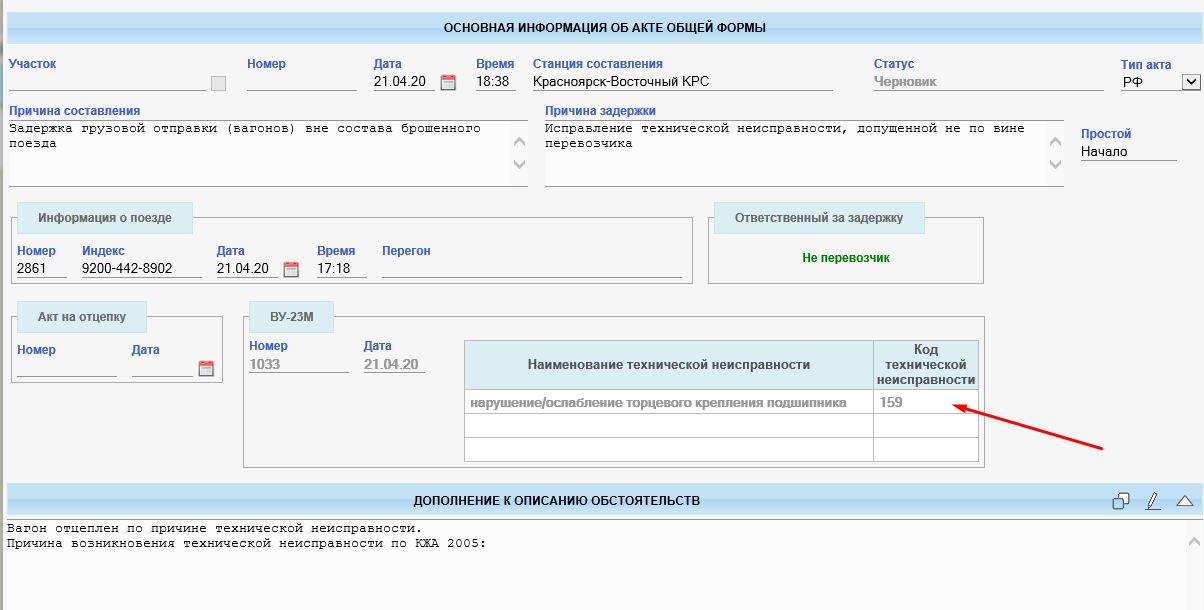 ОСНОВНАЯ ИНФОРМАЦИЯ ОБ АКТЕ ОБЩЕЙ ФОРМЫ
Участок Номер Дата Время Станция составления Статус Тип акта
21.04.20 18:38 Красноярск-Восточный КРС Черновик РФ
Причина составления Причина задержки
Задержка грузовой отправки (вагонов) вне состава брошенного
поезда
Исправление технической неисправности, допущенной не по вине
перевозчика
Простой
Начало
Информация о поезде
Номер Индекс Дата Время Перегон
2861 9200-442-8902 21.04.20 17:18
Ответственный за задержку
Не перевозчик
Акт на отцепку
Номер Дата
ВУ-23М
Номер Дата
1033 21.04.20
Наименование технической неисправности
Код
технической
неисправности
нарушение/ослабление торцевого крепления подшипника 159
ДОПОЛНЕНИЕ К ОПИСАНИЮ ОБСТОЯТЕЛЬСТВ
Вагон отцеплен по причине технической неисправности.
Причина возникновения технической неисправности по КЖА 2005: